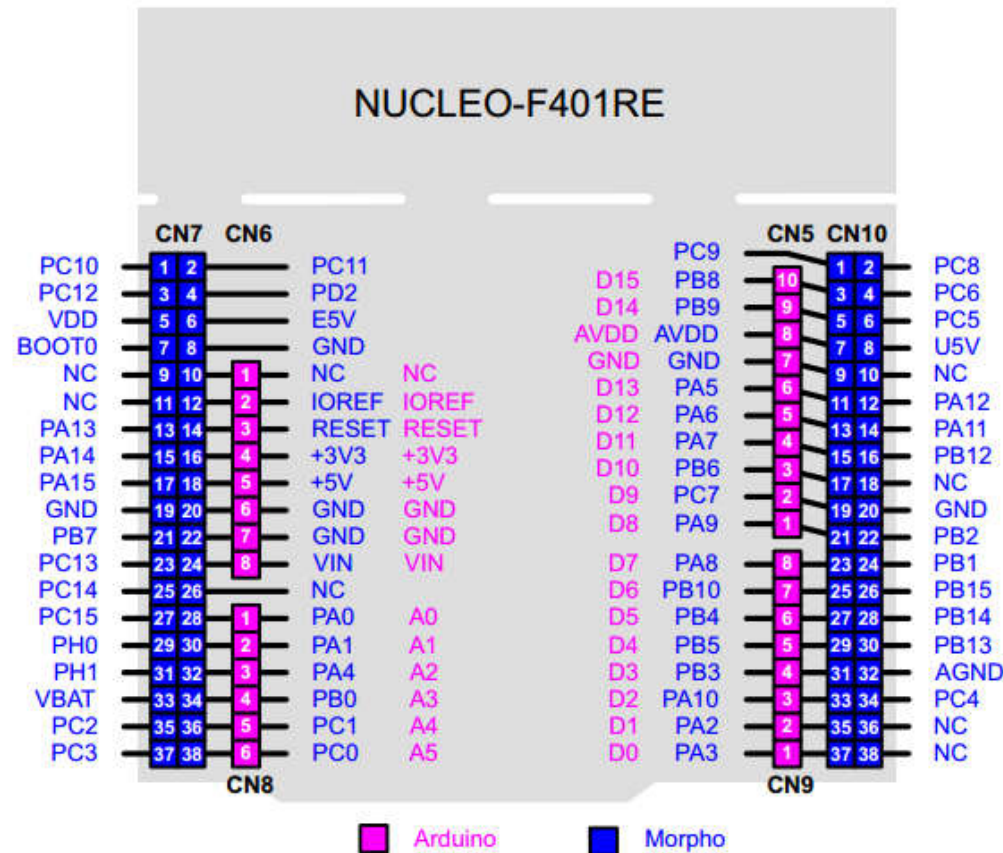 NUCLEO-F401RE
CN7 CN6 CN5 CN10
PC9
PC10 1 2 PC11 D15 PB8 10 1 2 PC8
PC12 3 4 PD2 D14 PB9 9 3 4 PC6
VDD 5 6 E5V AVDD AVDD 8 5 6 PC5
BOOT0 7 8 GND GND GND 7 7 8 U5V
NC 9 10 1 NC NC D13 PA5 6 9 10 NC
NC 11 12 2 IOREF IOREF D12 PA6 5 11 12 PA12
PA13 13 14 3 RESET RESET D11 PA7 4 13 14 PA11
PA14 15 16 4 +3V3 +3V3 D10 PB6 3 15 16 PB12
PA15 17 18 5 +5V +5V D9 PC7 2 17 18 NC
GND 19 20 6 GND GND D8 PA9 1 19 20 GND
PB7 21 22 7 GND GND 21 22 PB2
PC13 23 24 8 VIN VIN D7 PA8 8 23 24 PB1
PC14 25 26 NC D6 PB10 7 25 26 PB15
PC15 27 28 1 PA0 A0 D5 PB4 6 27 28 PB14
PH0 29 30 2 PA1 A1 D4 PB5 5 29 30 PB13
PH1 31 32 3 PA4 A2 D3 PB3 4 31 32 AGND
VBAT 33 34 4 PB0 A3 D2 PA10 3 33 34 PC4
PC2 35 36 5 PC1 A4 D1 PA2 2 35 36 NC
PC3 37 38 6 PC0 A5 D0 PA3 1 37 38 NC
CN8 CN9
Arduino Morpho